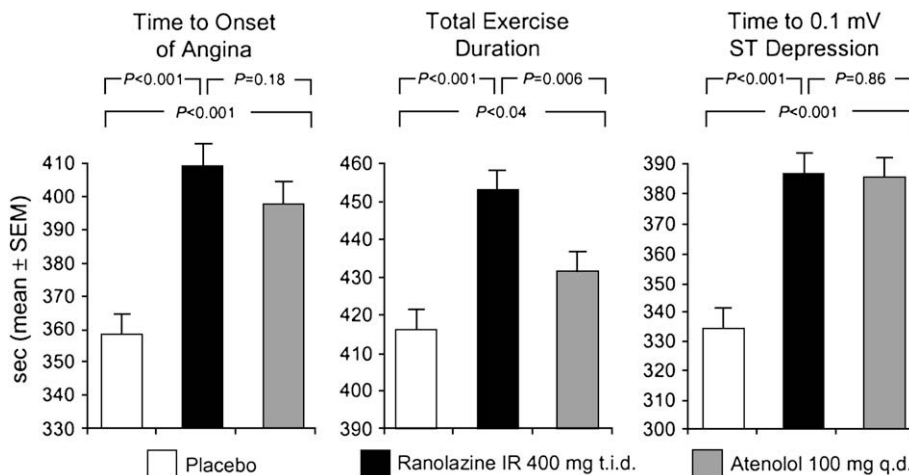 Time to Onset
of Angina
P<0.001
P=0.18
P<0.001
sec (mean ± SEM)
410
400
390
380
370
360
350
340
330
Total Exercise
Duration
P<0.001
P=0.006
P<0.04
460
450
440
430
420
410
400
390
Time to 0.1 mV
ST Depression
P<0.001
P=0.86
P<0.001
390
380
370
360
350
340
330
320
310
300
Placebo
Ranolazine IR 400 mg t.i.d.
Atenolol 100 mg q.d.